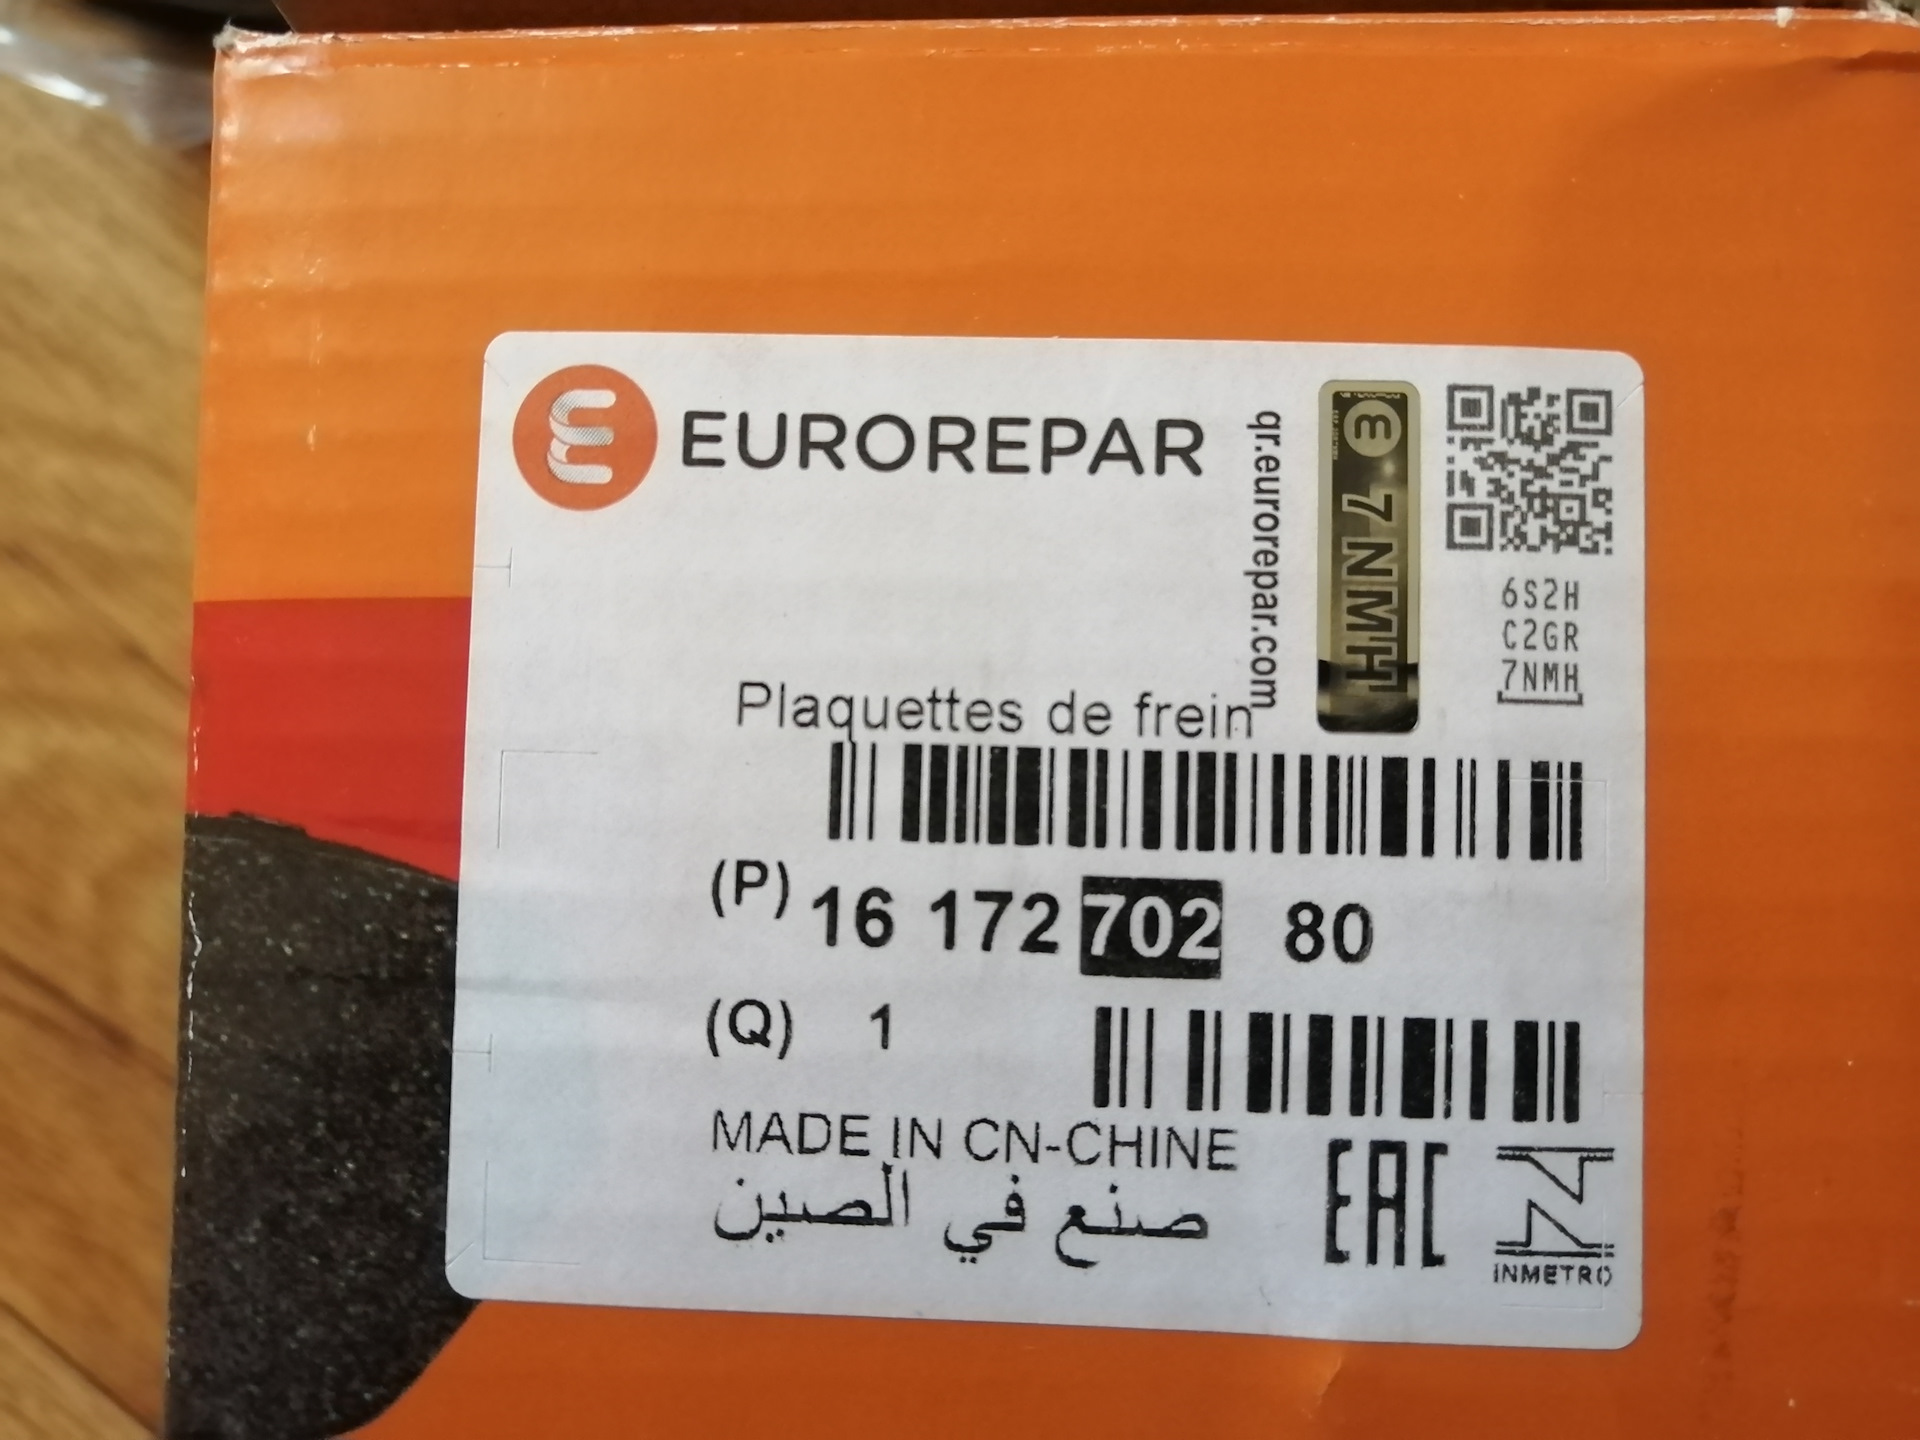 EUROREPAR
qr.eurorepar.com
7NMH
6S2H
C2GR
7NMH
Plaquettes de frein
(P) 16 172 702 80
(Q) 1
MADE IN CN-CHINE
صنع في الصين
EAC
INMETRO